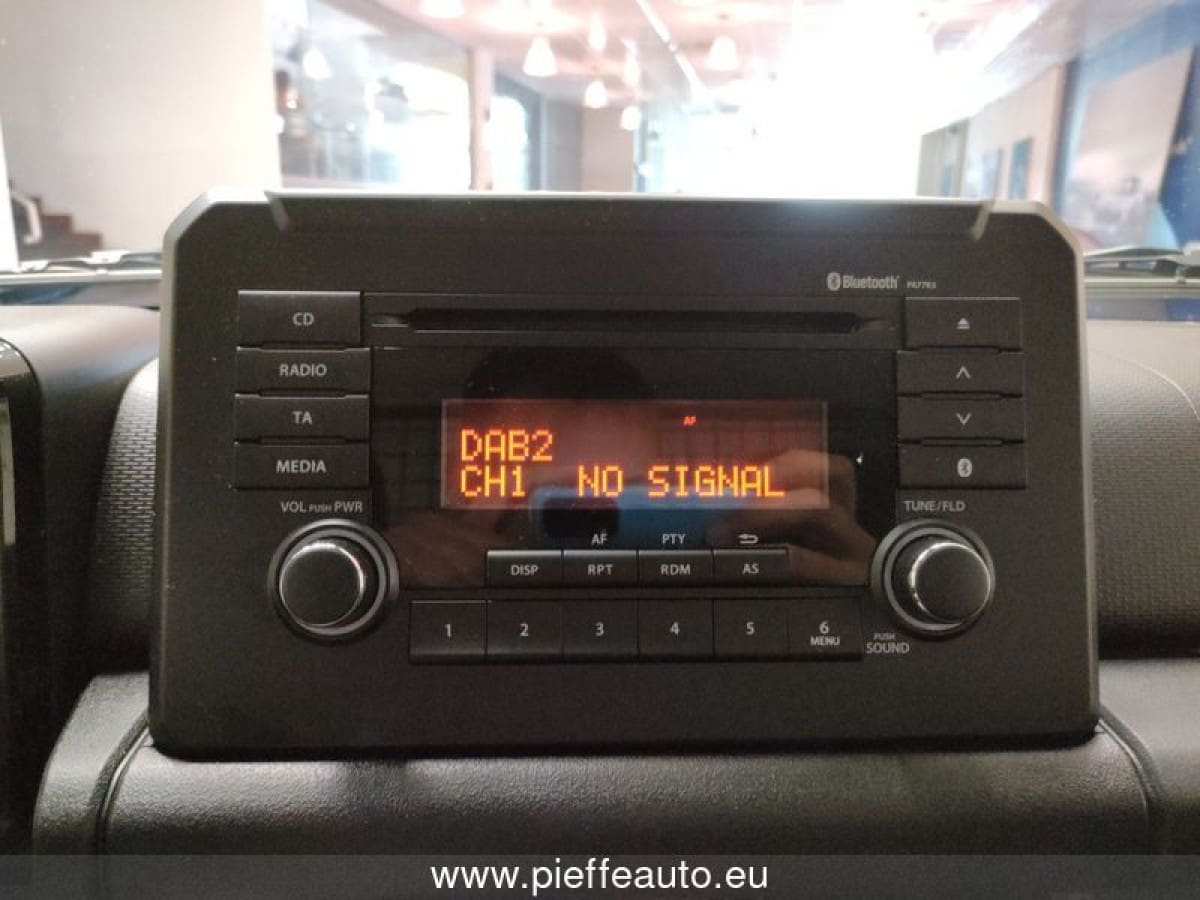 Bluetooth
CD
RADIO
TA
MEDIA
AF
DAB2
CH1 NO SIGNAL
VOL PUSH PWR
TUNE/FLD
AF PTY
DISP RPT RDM AS
1 2 3 4 5 6
MENU
PUSH
SOUND
www.pieffeauto.eu